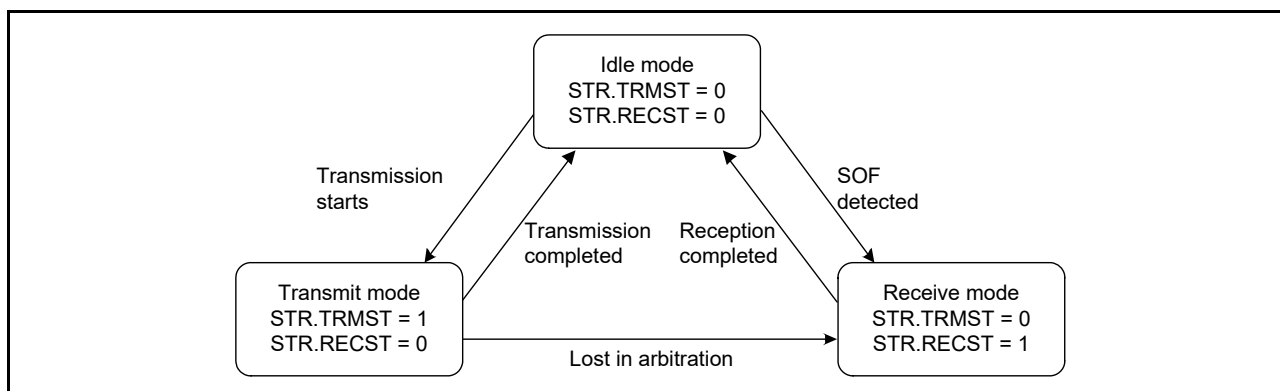 Idle mode
STR.TRMST = 0
STR.RECST = 0
Transmission
starts
SOF
detected
Transmission
completed
Reception
completed
Transmit mode
STR.TRMST = 1
STR.RECST = 0
Receive mode
STR.TRMST = 0
STR.RECST = 1
Lost in arbitration